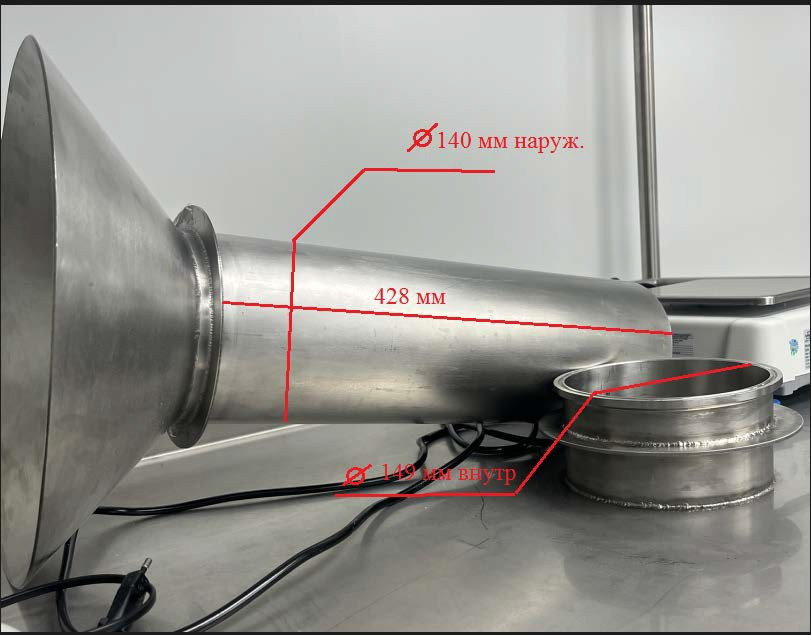 ⌀140 мм наруж.
428 мм
⌀ 149 мм внутр